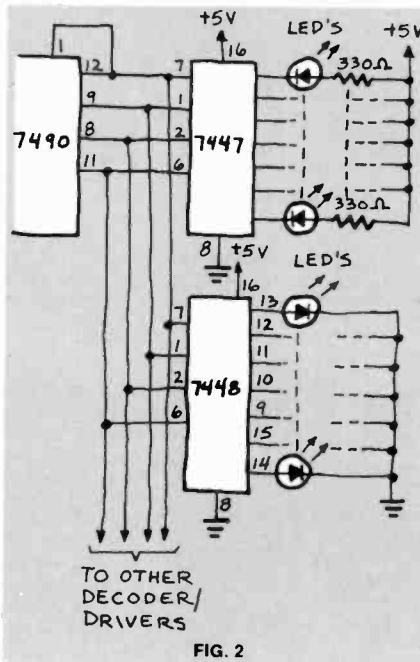 +5V
LED'S
+5V
1
16
12
7
330Ω
9
1
7490
8
2
7447
11
6
330Ω
8
+5V
LED'S
16
13
7
12
1
11
2
7448
10
6
9
15
14
8
TO OTHER
DECODER/
DRIVERS
FIG. 2